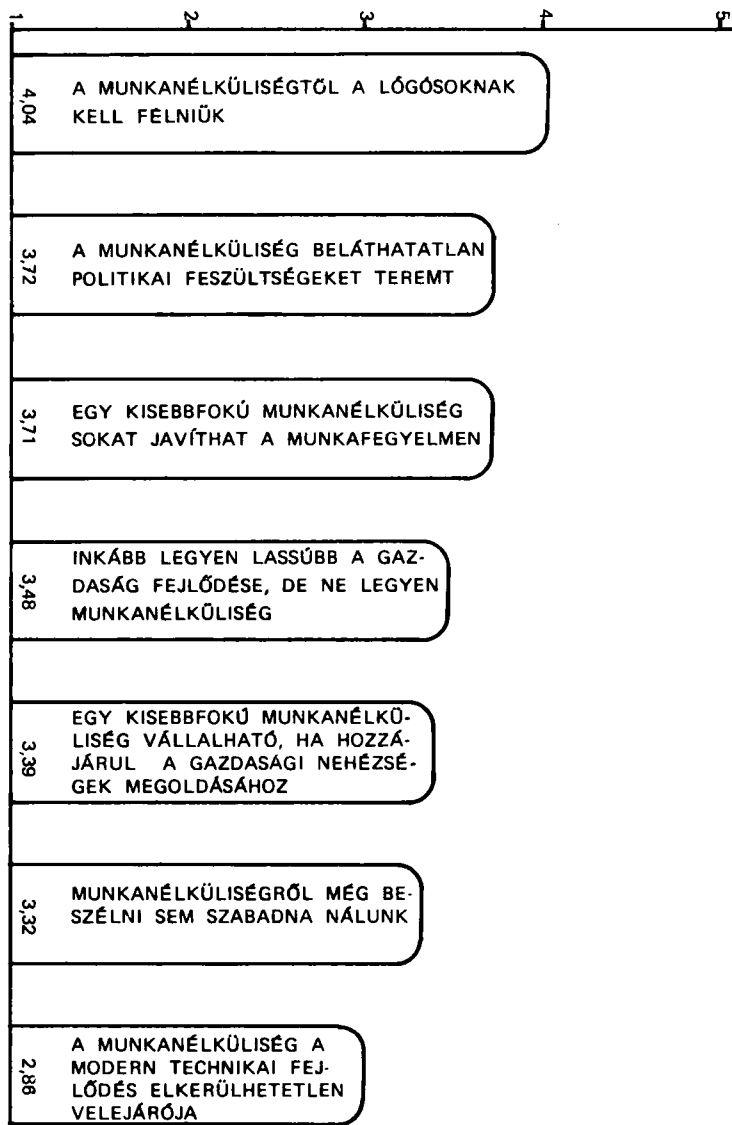 1 2 3 4 5
4,04
A MUNKANÉLKÜLISÉGTŐL A LÓGÓSOKNAK
KELL FÉLNIÜK
3,72
A MUNKANÉLKÜLISÉG BELÁTHATATLAN
POLITIKAI FESZÜLTSÉGEKET TEREMT
3,71
EGY KISEBBFOKÚ MUNKANÉLKÜLISÉG
SOKAT JAVÍTHAT A MUNKAFEGYELMEN
3,48
INKÁBB LEGYEN LASSÚBB A GAZ-
DASÁG FEJLŐDÉSE, DE NE LEGYEN
MUNKANÉLKÜLISÉG
3,39
EGY KISEBBFOKÚ MUNKANÉLKÜ-
LISÉG VÁLLALHATÓ, HA HOZZÁ-
JÁRUL A GAZDASÁGI NEHÉZSÉ-
GEK MEGOLDÁSÁHOZ
3,32
MUNKANÉLKÜLISÉGRŐL MÉG BE-
SZÉLNI SEM SZABADNA NÁLUNK
2,86
A MUNKANÉLKÜLISÉG A
MODERN TECHNIKAI FEJ-
LŐDÉS ELKERÜLHETETLEN
VELEJÁRÓJA